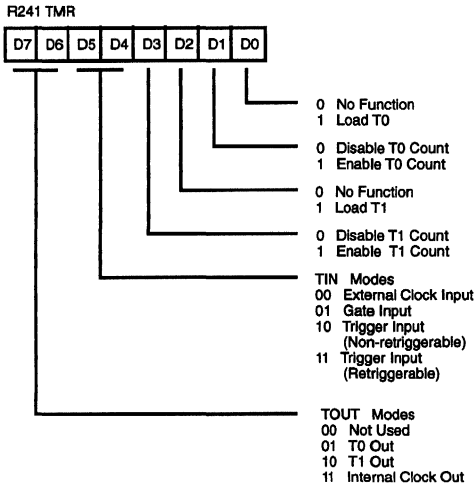 R241 TMR
D7 D6 D5 D4 D3 D2 D1 D0
0 No Function
1 Load T0
0 Disable T0 Count
1 Enable T0 Count
0 No Function
1 Load T1
0 Disable T1 Count
1 Enable T1 Count
TIN Modes
00 External Clock Input
01 Gate Input
10 Trigger Input
(Non-retriggerable)
11 Trigger Input
(Retriggerable)
TOUT Modes
00 Not Used
01 T0 Out
10 T1 Out
11 Internal Clock Out